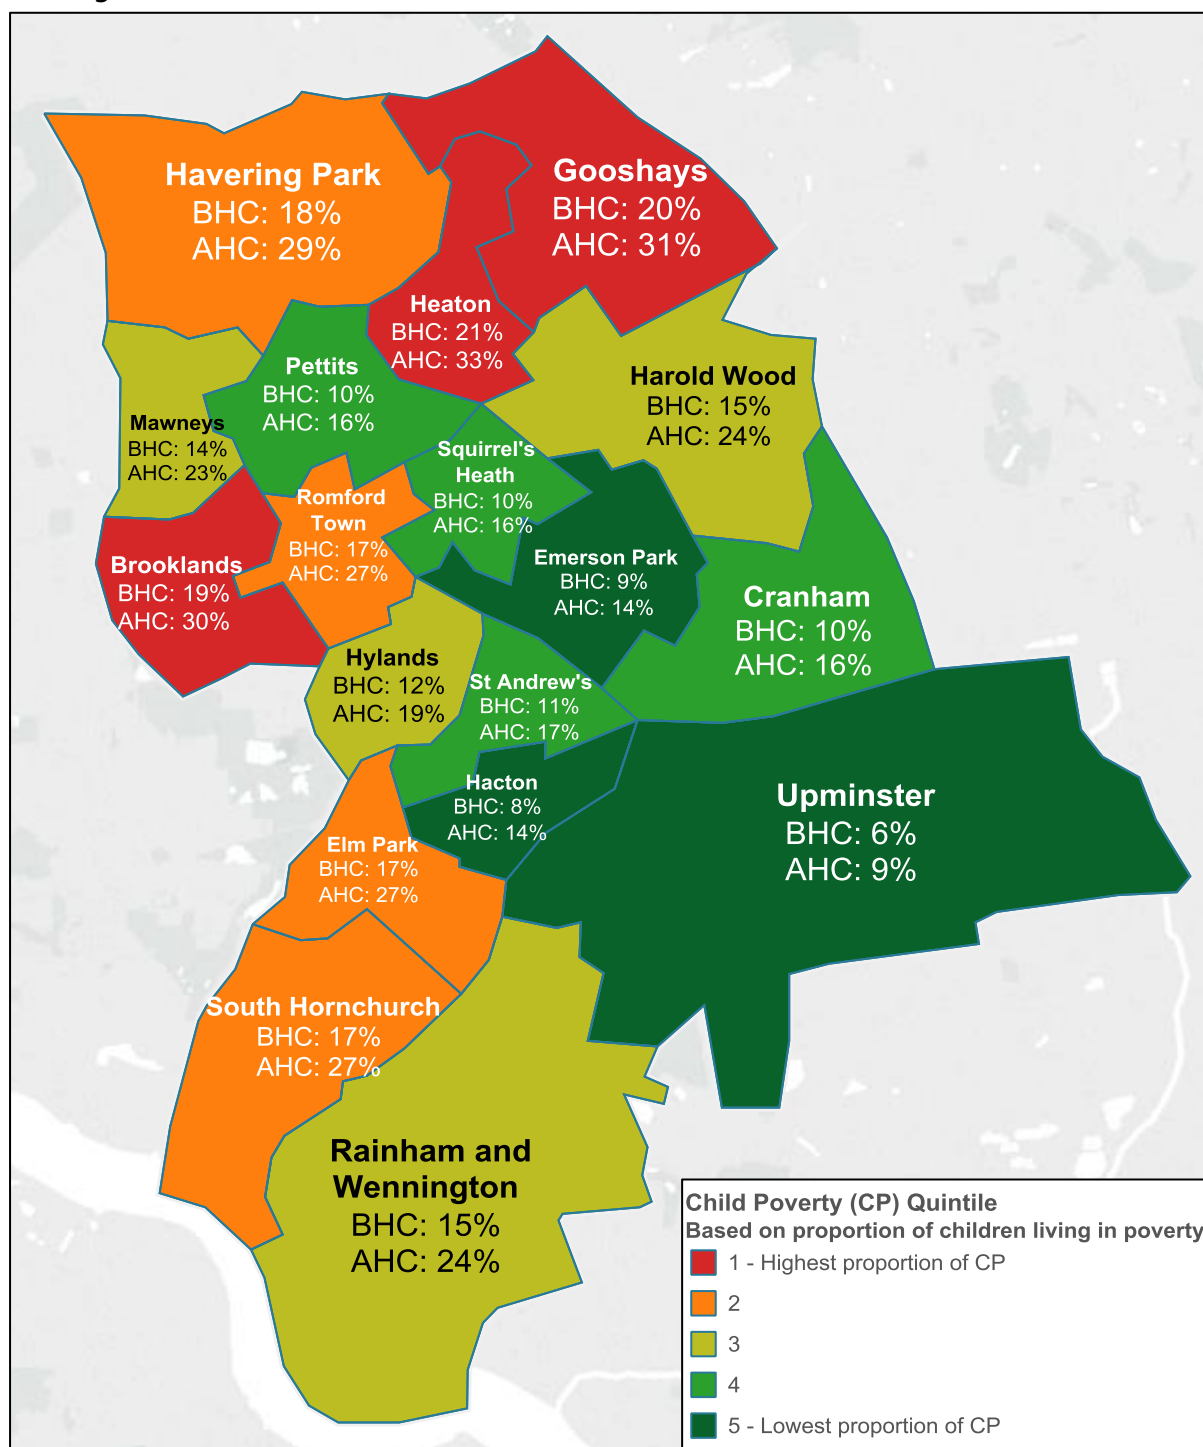 Havering Park
BHC: 18%
AHC: 29%
Gooshays
BHC: 20%
AHC: 31%
Heaton
BHC: 21%
AHC: 33%
Pettits
BHC: 10%
AHC: 16%
Harold Wood
BHC: 15%
AHC: 24%
Mawneys
BHC: 14%
AHC: 23%
Squirrel's
Heath
BHC: 10%
AHC: 16%
Romford
Town
BHC: 17%
AHC: 27%
Brooklands
BHC: 19%
AHC: 30%
Emerson Park
BHC: 9%
AHC: 14%
Cranham
BHC: 10%
AHC: 16%
Hylands
BHC: 12%
AHC: 19%
St Andrew's
BHC: 11%
AHC: 17%
Hacton
BHC: 8%
AHC: 14%
Upminster
BHC: 6%
AHC: 9%
Elm Park
BHC: 17%
AHC: 27%
South Hornchurch
BHC: 17%
AHC: 27%
Rainham and
Wennington
BHC: 15%
AHC: 24%
Child Poverty (CP) Quintile
Based on proportion of children living in poverty
1 - Highest proportion of CP
2
3
4
5 - Lowest proportion of CP